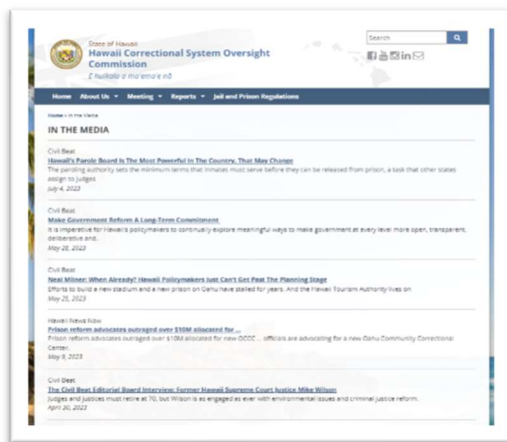 Search
State of Hawaii
Hawaii Correctional System Oversight
Commission
E huikala a maʻemaʻe nō
Home About Us Meeting Reports Jail and Prison Regulations
Home » In the Media
IN THE MEDIA
Civil Beat
Hawaii's Parole Board Is The Most Powerful In The Country. That May Change
The paroling authority sets the minimum terms that inmates must serve before they can be released from prison, a task that other states
assign to judges
July 4, 2023
Civil Beat
Make Government Reform A Long-Term Commitment
It is imperative for Hawaii's policymakers to continually explore meaningful ways to make government at every level more open, transparent,
deliberative and..
May 28, 2023
Civil Beat
Neal Milner: When Already? Hawaii Policymakers Just Can't Get Past The Planning Stage
Efforts to build a new stadium and a new prison on Oahu have stalled for years. And the Hawaii Tourism Authority lives on
May 25, 2023
Hawaii News Now
Prison reform advocates outraged over $10M allocated for ...
Prison reform advocates outraged over $10M allocated for new OCCC ... officials are advocating for a new Oahu Community Correctional
Center.
May 9, 2023
Civil Beat
The Civil Beat Editorial Board Interview: Former Hawaii Supreme Court Justice Mike Wilson
Judges and justices must retire at 70, but Wilson is as engaged as ever with environmental issues and criminal justice reform.
April 30, 2023